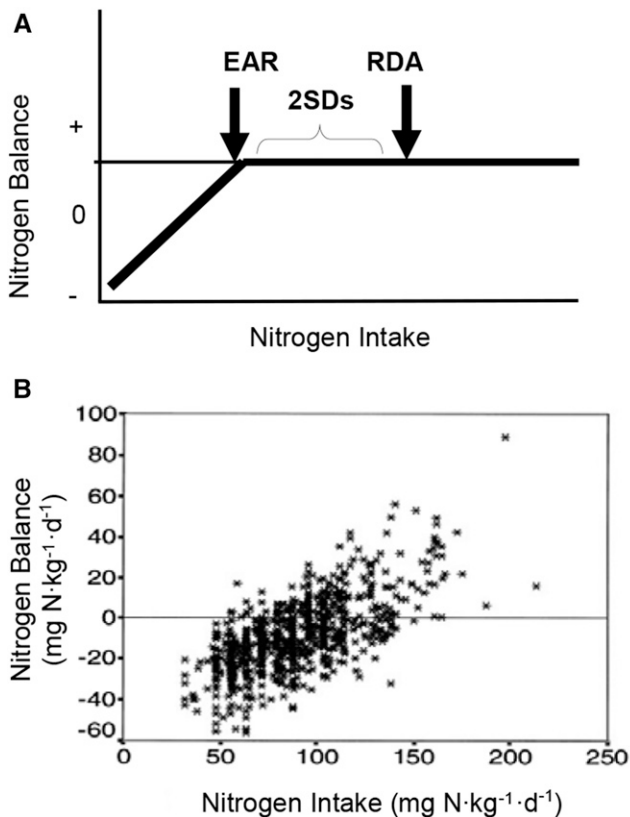 A
EAR
RDA
2SDs
+
0
-
Nitrogen Balance
Nitrogen Intake
B
100
80
60
40
20
0
-20
-40
-60
Nitrogen Balance
(mg N·kg⁻¹·d⁻¹)
0
50
100
150
200
250
Nitrogen Intake (mg N·kg⁻¹·d⁻¹)